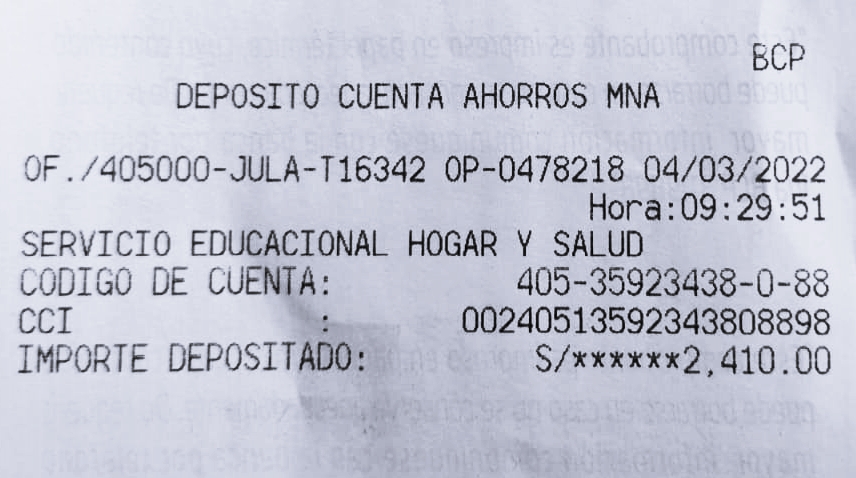 BCP
DEPOSITO CUENTA AHORROS MNA
OF./405000-JULA-T16342 OP-0478218 04/03/2022
Hora:09:29:51
SERVICIO EDUCACIONAL HOGAR Y SALUD
CODIGO DE CUENTA: 405-35923438-0-88
CCI : 00240513592343808898
IMPORTE DEPOSITADO: S/******2,410.00